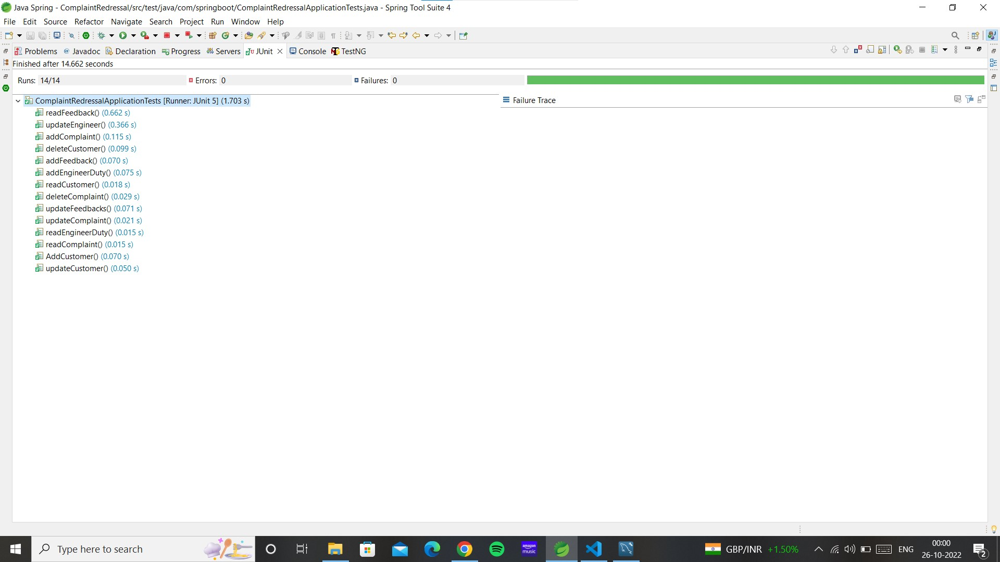 Java Spring - ComplaintRedressal/src/test/java/com/springboot/ComplaintRedressalApplicationTests.java - Spring Tool Suite 4
File Edit Source Refactor Navigate Search Project Run Window Help
Problems Javadoc Declaration Progress Servers JUnit Console TestNG
Finished after 14.662 seconds
Runs: 14/14 Errors: 0 Failures: 0
ComplaintRedressalApplicationTests [Runner: JUnit 5] (1.703 s)
Failure Trace
readFeedback() (0.662 s)
updateEngineer() (0.366 s)
addComplaint() (0.115 s)
deleteCustomer() (0.099 s)
addFeedback() (0.070 s)
addEngineerDuty() (0.075 s)
readCustomer() (0.018 s)
deleteComplaint() (0.029 s)
updateFeedbacks() (0.071 s)
updateComplaint() (0.021 s)
readEngineerDuty() (0.015 s)
readComplaint() (0.015 s)
AddCustomer() (0.070 s)
updateCustomer() (0.050 s)
Type here to search
amazon
music
GBP/INR +1.50%
ENG
00:00
26-10-2022
2